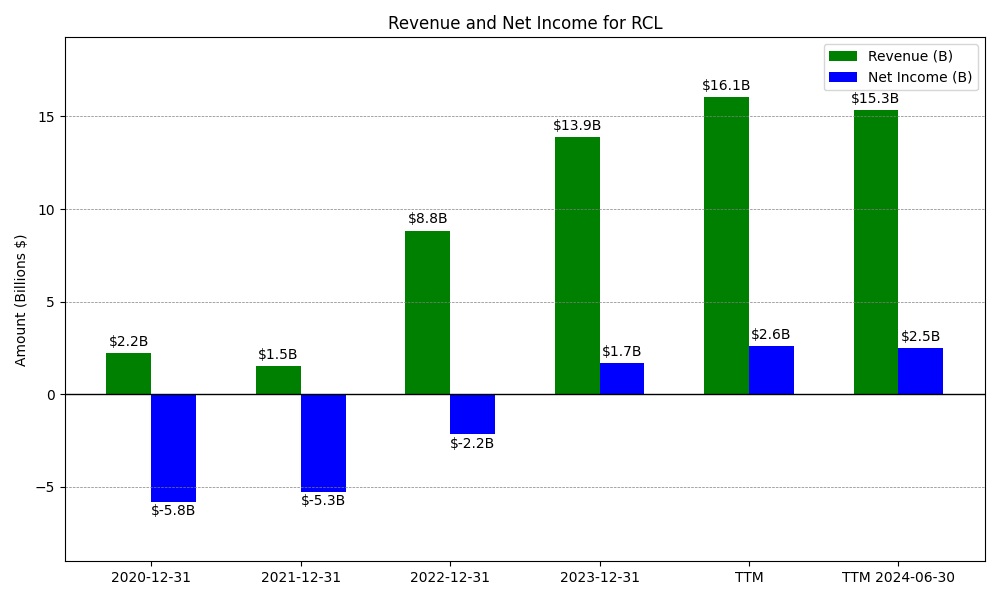 Revenue and Net Income for RCL
Revenue (B)
Net Income (B)
Amount (Billions $)
15
10
5
0
−5
$2.2B
$-5.8B
$1.5B
$-5.3B
$8.8B
$-2.2B
$13.9B
$1.7B
$16.1B
$2.6B
$15.3B
$2.5B
2020-12-31
2021-12-31
2022-12-31
2023-12-31
TTM
TTM 2024-06-30